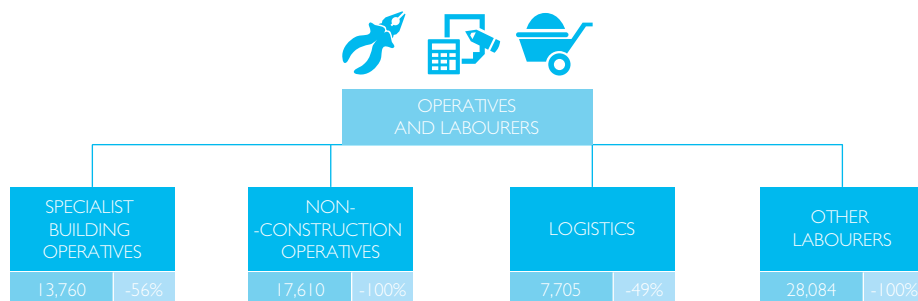 OPERATIVES
AND LABOURERS
SPECIALIST
BUILDING
OPERATIVES
13,760 -56%
NON-
-CONSTRUCTION
OPERATIVES
17,610 -100%
LOGISTICS
7,705 -49%
OTHER
LABOURERS
28,084 -100%